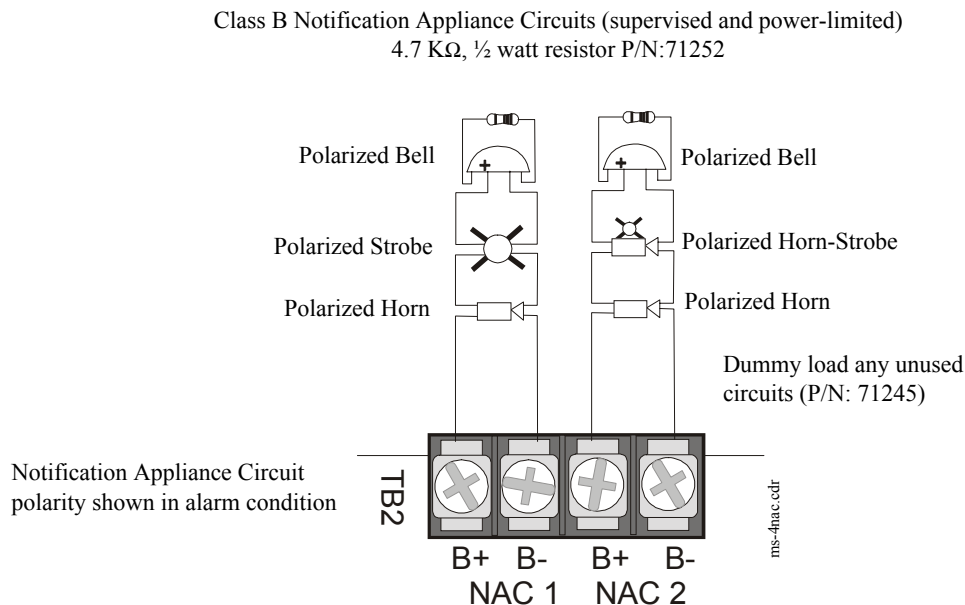 Class B Notification Appliance Circuits (supervised and power-limited)
4.7 KΩ, ½ watt resistor P/N:71252
Polarized Bell
Polarized Bell
+
+
Polarized Strobe
Polarized Horn-Strobe
Polarized Horn
Polarized Horn
Dummy load any unused
circuits (P/N: 71245)
Notification Appliance Circuit
polarity shown in alarm condition
TB2
ms-4nac.cdr
B+ B- B+ B-
NAC 1 NAC 2